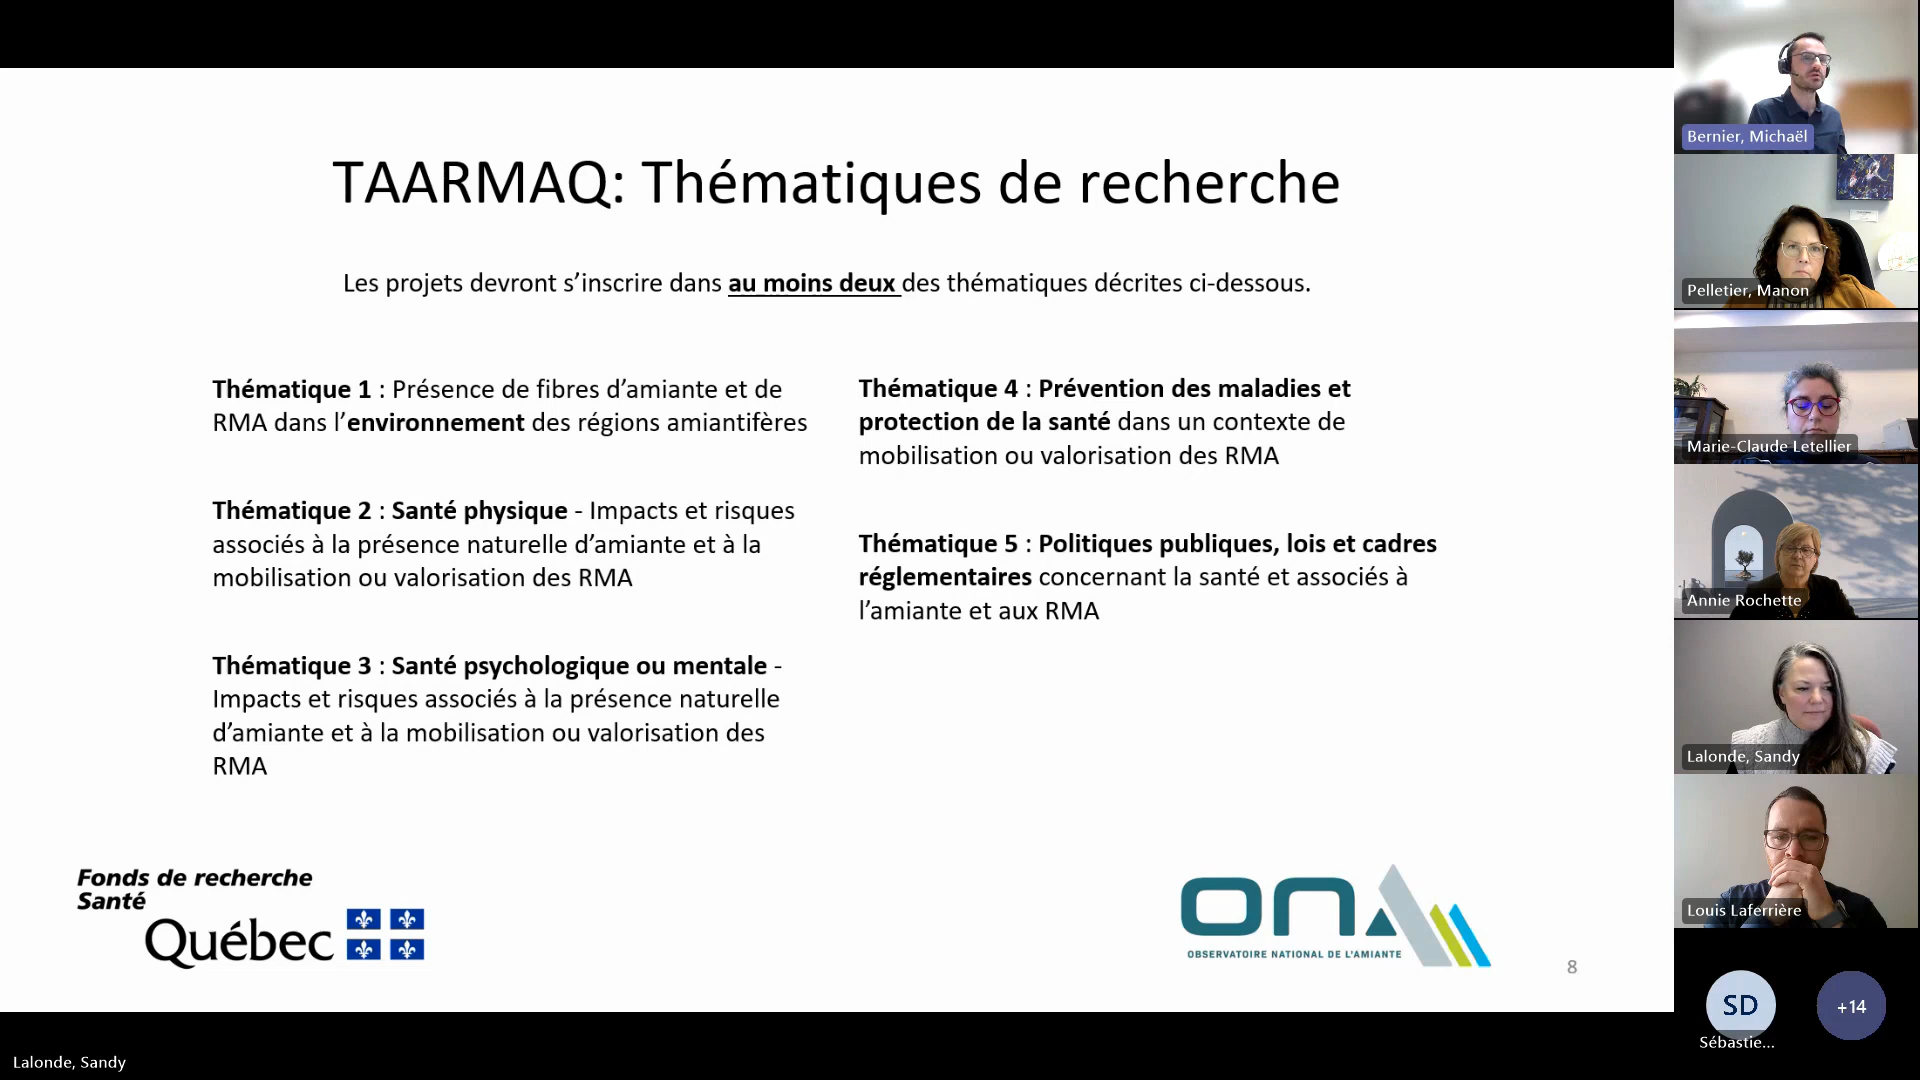 TAARMAQ: Thématiques de recherche
Les projets devront s’inscrire dans au moins deux des thématiques décrites ci-dessous.
Thématique 1 : Présence de fibres d’amiante et de
RMA dans l’environnement des régions amiantifères
Thématique 2 : Santé physique - Impacts et risques
associés à la présence naturelle d’amiante et à la
mobilisation ou valorisation des RMA
Thématique 3 : Santé psychologique ou mentale -
Impacts et risques associés à la présence naturelle
d’amiante et à la mobilisation ou valorisation des
RMA
Thématique 4 : Prévention des maladies et
protection de la santé dans un contexte de
mobilisation ou valorisation des RMA
Thématique 5 : Politiques publiques, lois et cadres
réglementaires concernant la santé et associés à
l’amiante et aux RMA
Fonds de recherche
Santé
Québec
ONA
OBSERVATOIRE NATIONAL DE L'AMIANTE
8
Lalonde, Sandy
Bernier, Michaël
Pelletier, Manon
Marie-Claude Letellier
Annie Rochette
Lalonde, Sandy
Louis Laferrière
SD
Sébastie...
+14